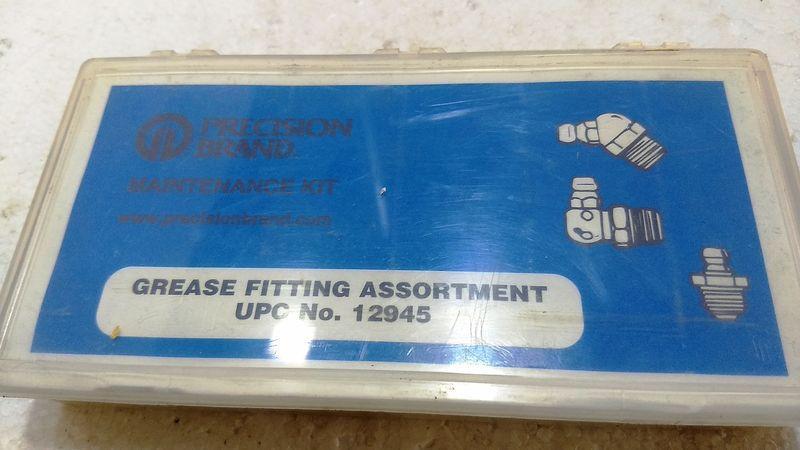 PRECISION
BRAND.
MAINTENANCE KIT
www.precisionbrand.com
GREASE FITTING ASSORTMENT
UPC No. 12945